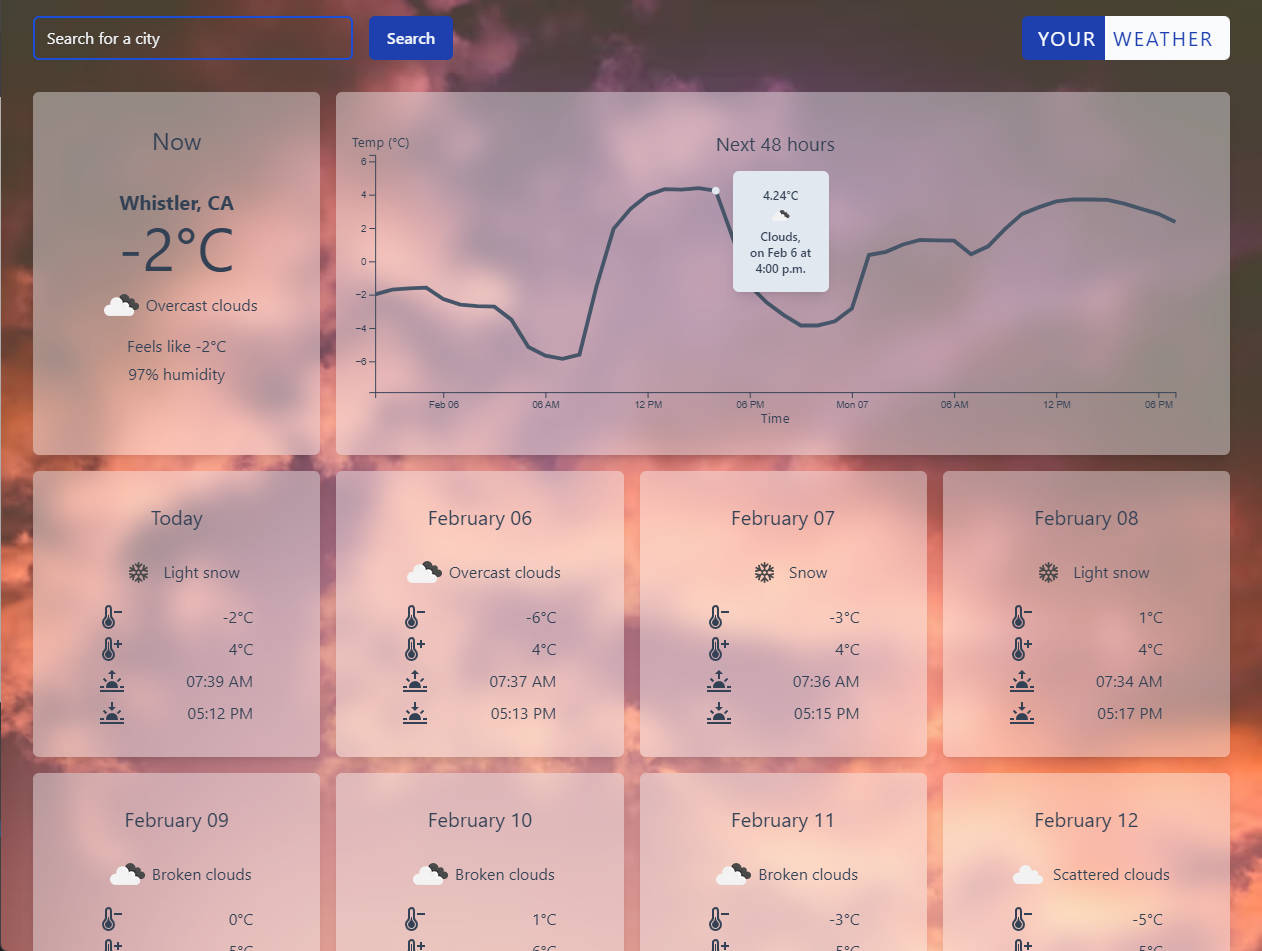 Search for a city
Search
YOUR WEATHER
Now
Whistler, CA
-2°C
Overcast clouds
Feels like -2°C
97% humidity
Temp (°C)
Next 48 hours
6
4
2
0
−2
−4
−6
4.24°C
Clouds,
on Feb 6 at
4:00 p.m.
Feb 06
06 AM
12 PM
06 PM
Mon 07
06 AM
12 PM
06 PM
Time
Today
Light snow
-2°C
4°C
07:39 AM
05:12 PM
February 06
Overcast clouds
-6°C
4°C
07:37 AM
05:13 PM
February 07
Snow
-3°C
4°C
07:36 AM
05:15 PM
February 08
Light snow
1°C
4°C
07:34 AM
05:17 PM
February 09
Broken clouds
0°C
February 10
Broken clouds
1°C
February 11
Broken clouds
-3°C
February 12
Scattered clouds
-5°C